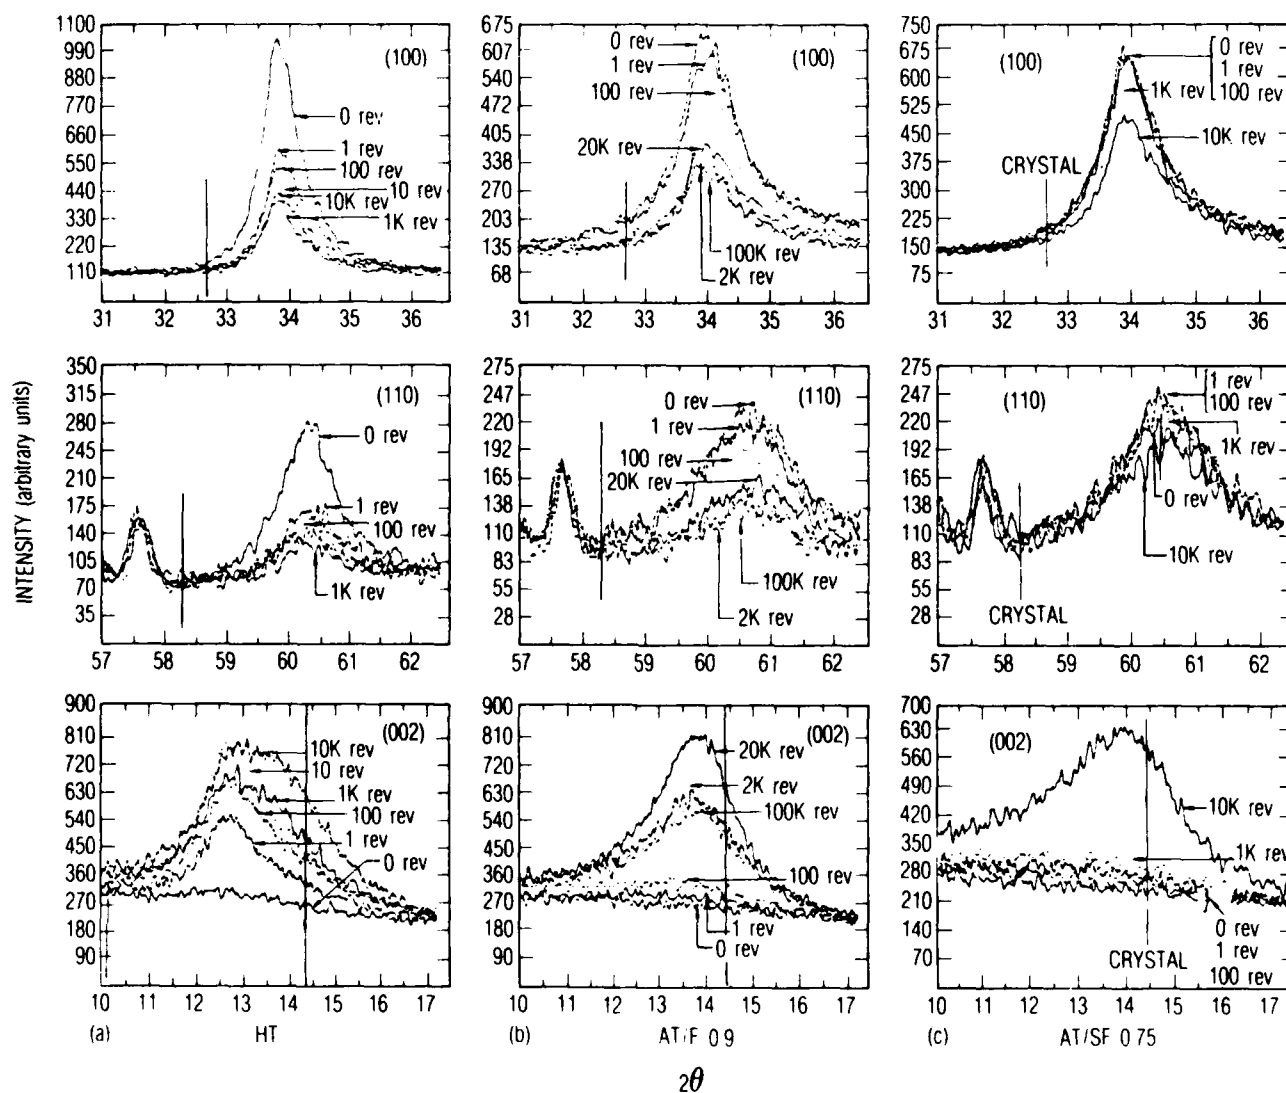 INTENSITY (arbitrary units)
1100
990
880
770
660
550
440
330
220
110
(100)
0 rev
1 rev
100 rev
10 rev
10K rev
1K rev
31 32 33 34 35 36
675
607
540
472
405
338
270
203
135
68
(100)
0 rev
1 rev
100 rev
20K rev
100K rev
2K rev
31 32 33 34 35 36
750
675
600
525
450
375
300
225
150
75
(100)
0 rev
1 rev
100 rev
1K rev
10K rev
CRYSTAL
31 32 33 34 35 36
350
315
280
245
210
175
140
105
70
35
(110)
0 rev
1 rev
100 rev
1K rev
57 58 59 60 61 62
275
247
220
192
165
138
110
83
55
28
(110)
0 rev
1 rev
100 rev
20K rev
100K rev
2K rev
57 58 59 60 61 62
275
247
220
192
165
138
110
83
55
28
(110)
1 rev
100 rev
1K rev
0 rev
10K rev
CRYSTAL
57 58 59 60 61 62
900
810
720
630
540
450
360
270
180
90
(002)
10K rev
10 rev
1K rev
100 rev
1 rev
0 rev
10 11 12 13 14 15 16 17
(a) HT
900
810
720
630
540
450
360
270
180
90
(002)
20K rev
2K rev
100K rev
100 rev
1 rev
0 rev
10 11 12 13 14 15 16 17
(b) AT/F 0 9
700
630
560
490
420
350
280
210
140
70
(002)
10K rev
1K rev
0 rev
1 rev
100 rev
CRYSTAL
10 11 12 13 14 15 16 17
(c) AT/SF 0 75
2θ